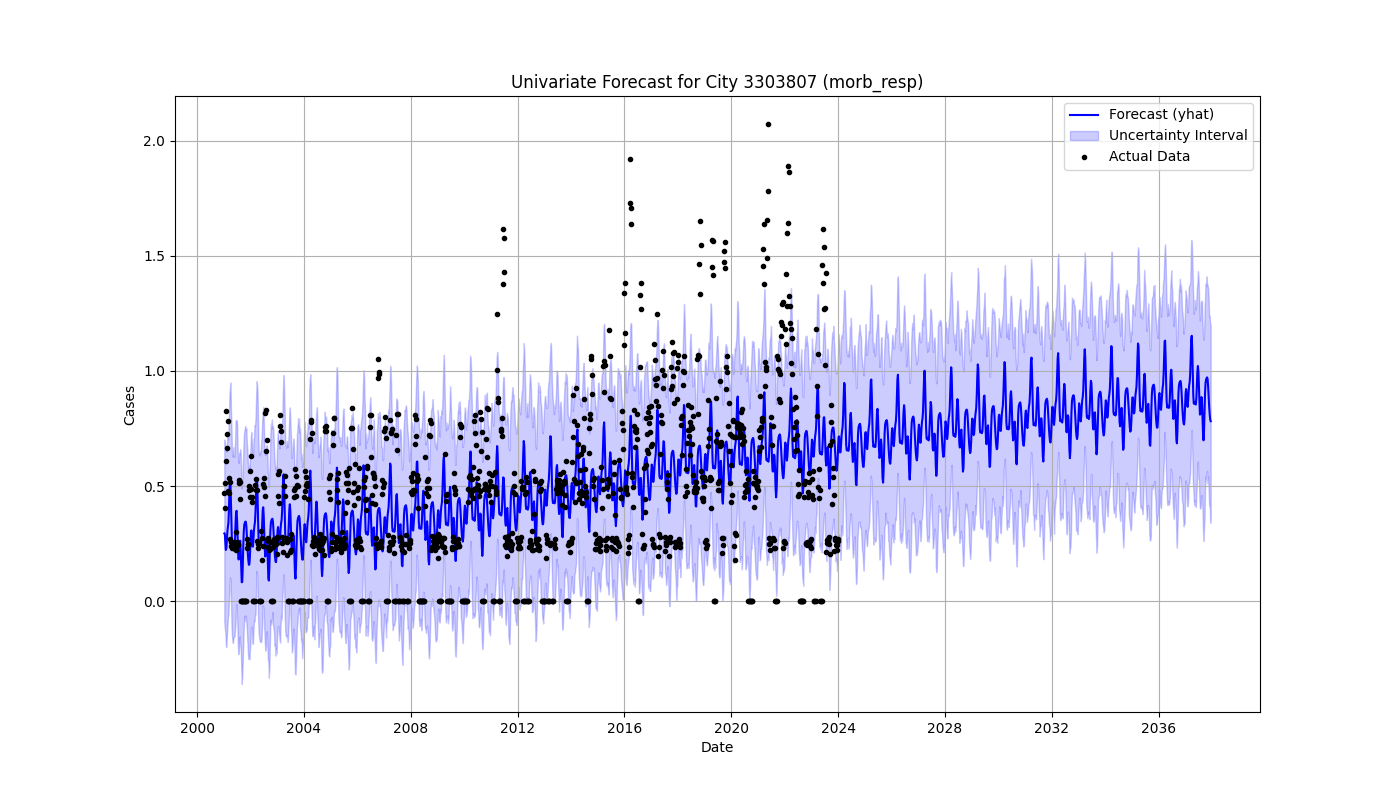 Univariate Forecast for City 3303807 (morb_resp)
Forecast (yhat)
Uncertainty Interval
Actual Data
Cases
2.0
1.5
1.0
0.5
0.0
2000 2004 2008 2012 2016 2020 2024 2028 2032 2036
Date